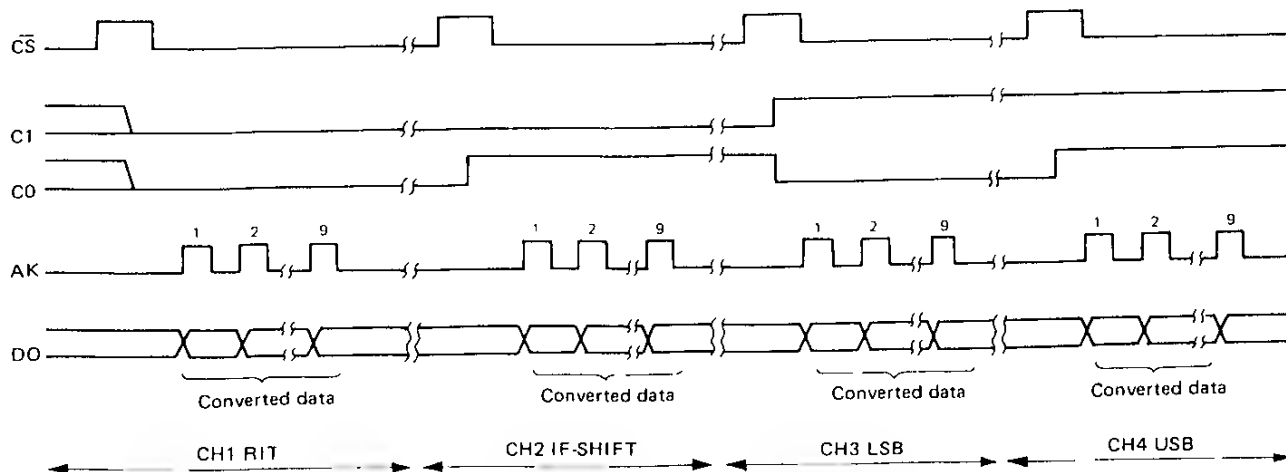 C̅S̅
C1
C0
1 2 9 1 2 9 1 2 9 1 2 9
AK
DO
Converted data Converted data Converted data Converted data
CH1 RIT CH2 IF-SHIFT CH3 LSB CH4 USB